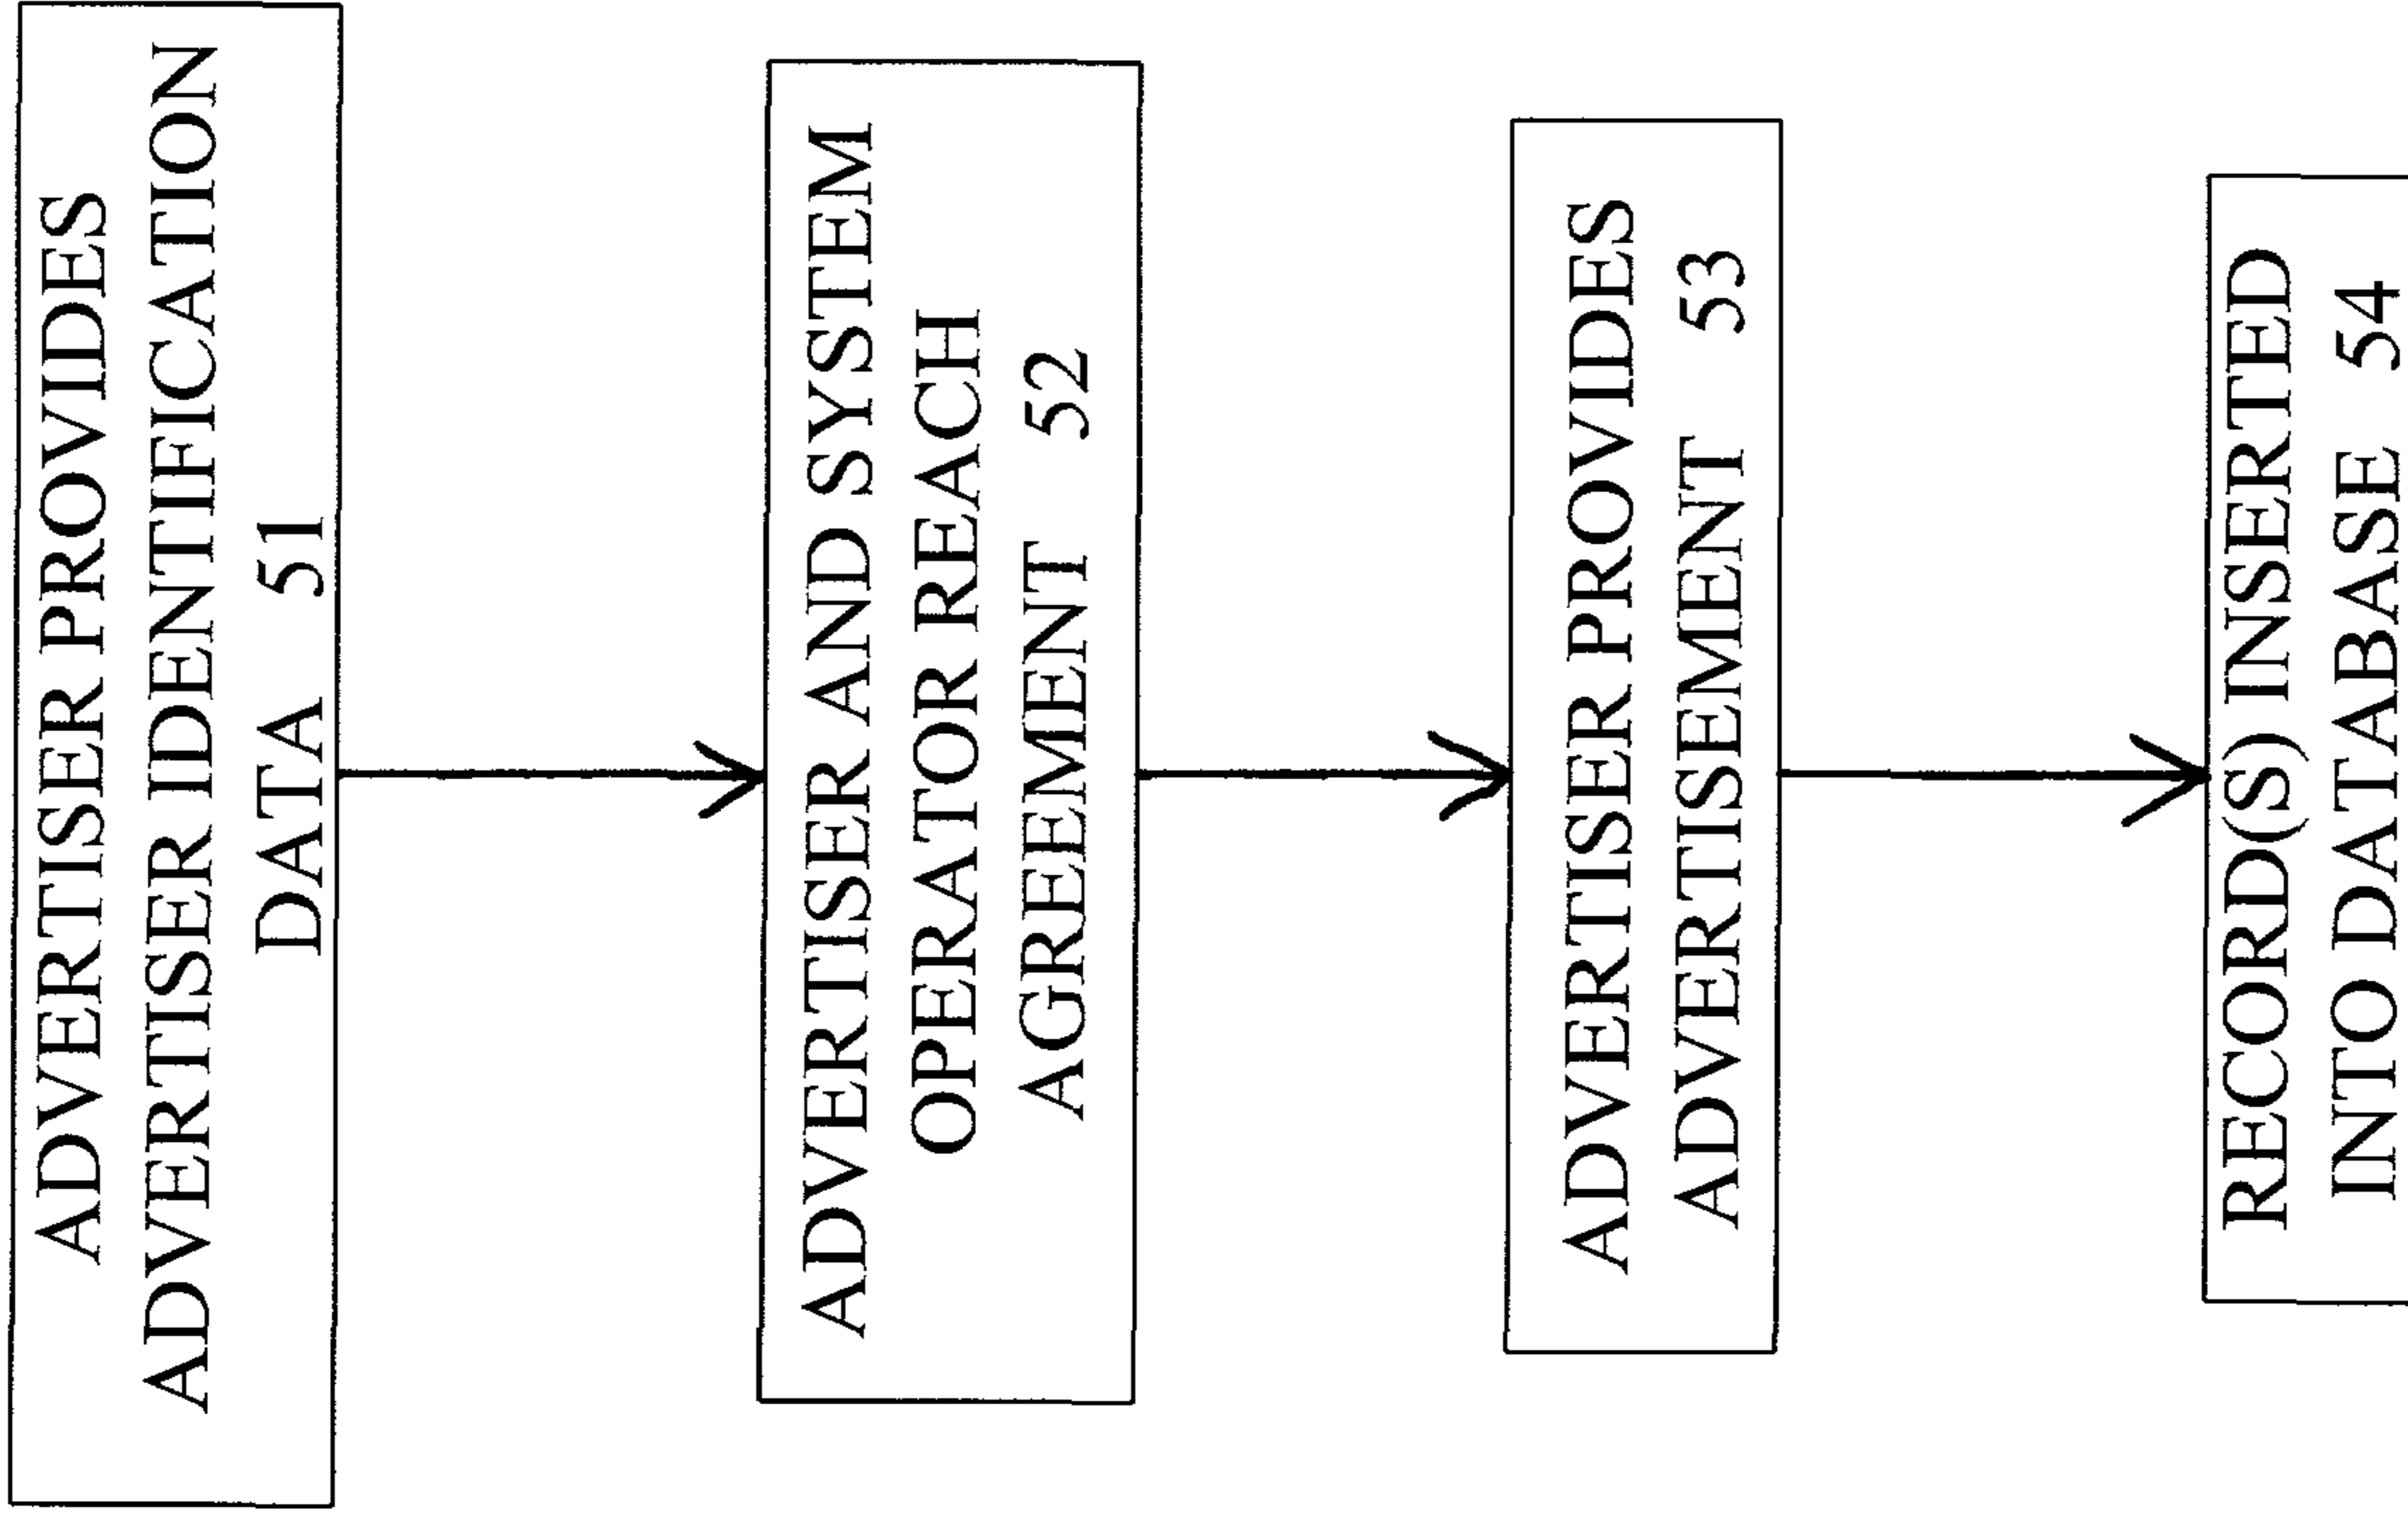 ADVERTISER PROVIDES
ADVERTISER IDENTIFICATION
DATA 51
ADVERTISER AND SYSTEM
OPERATOR REACH
AGREEMENT 52
ADVERTISER PROVIDES
ADVERTISEMENT 53
RECORD(S) INSERTED
INTO DATABASE 54